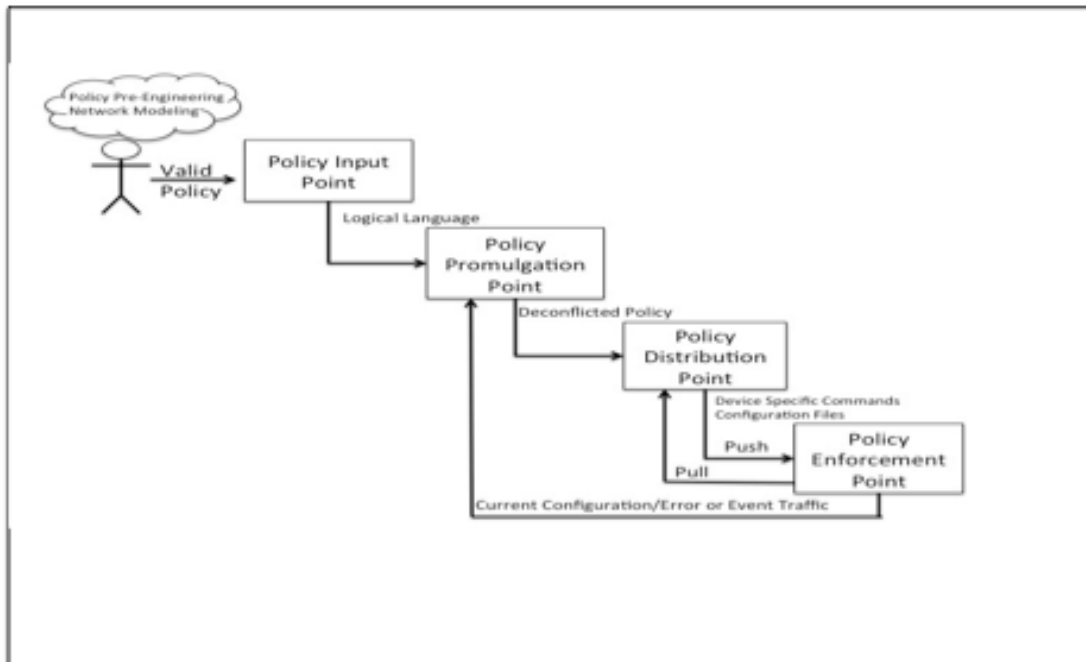 Policy Pre-Engineering
Network Modeling
Valid
Policy
Policy Input
Point
Logical Language
Policy
Promulgation
Point
Deconflicted Policy
Policy
Distribution
Point
Device Specific Commands
Configuration Files
Push
Policy
Enforcement
Point
Pull
Current Configuration/Error or Event Traffic